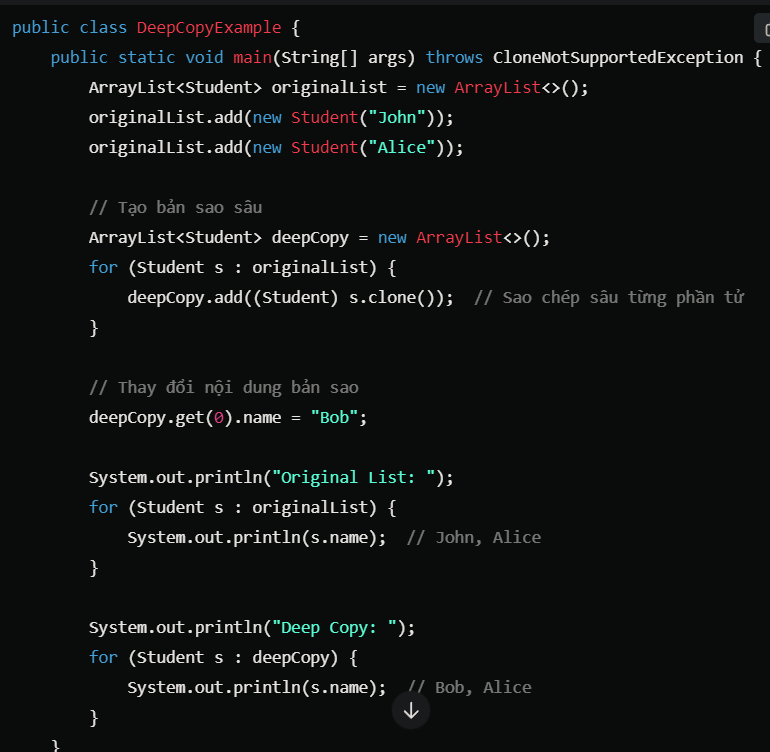 public class DeepCopyExample {
    public static void main(String[] args) throws CloneNotSupportedException {
        ArrayList<Student> originalList = new ArrayList<>();
        originalList.add(new Student("John"));
        originalList.add(new Student("Alice"));

        // Tạo bản sao sâu
        ArrayList<Student> deepCopy = new ArrayList<>();
        for (Student s : originalList) {
            deepCopy.add((Student) s.clone());  // Sao chép sâu từng phần tử
        }

        // Thay đổi nội dung bản sao
        deepCopy.get(0).name = "Bob";

        System.out.println("Original List: ");
        for (Student s : originalList) {
            System.out.println(s.name);  // John, Alice
        }

        System.out.println("Deep Copy: ");
        for (Student s : deepCopy) {
            System.out.println(s.name);  // Bob, Alice
        }
    }